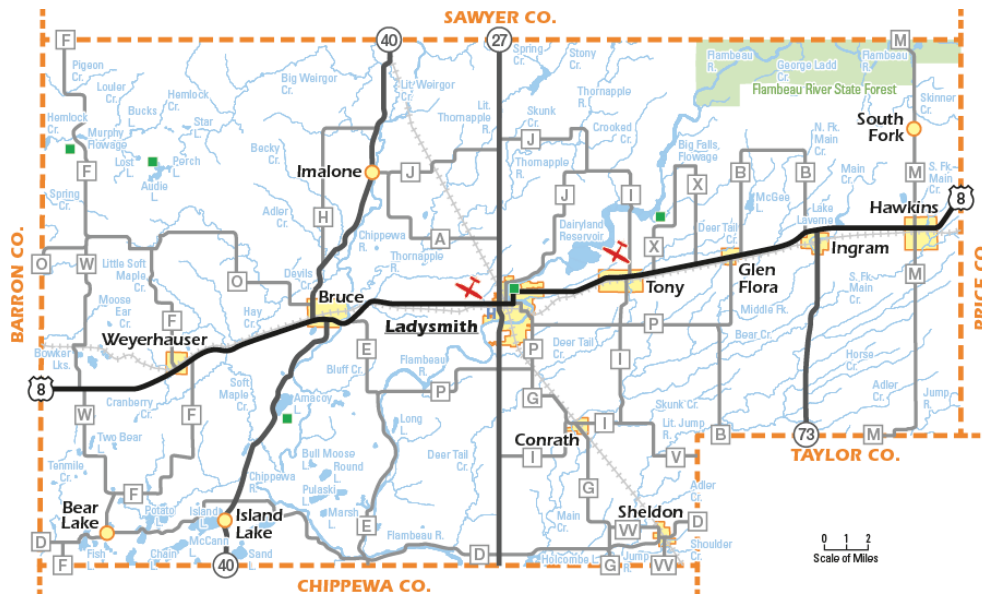 SAWYER CO.
F
40
27
M
Pigeon
Cr.
Louler
Cr.
Hemlock
Cr.
Bucks
L.
Hemlock
Cr.
Star
L.
Murphy
Flowage
Lost
L.
Perch
L.
Audie
L.
Big Weirgor
Cr.
Lit. Weirgor
Cr.
Lit.
Thornapple
R.
Spring
Cr.
Stony
Cr.
Thornapple
R.
Skunk
Cr.
Crooked
Cr.
Flambeau
R.
George Ladd
Cr.
Flambeau
R.
Flambeau River State Forest
Skinner
Cr.
South
Fork
N. Fk.
Main
Cr.
Main
Cr.
S. Fk.
Main
Cr.
Big Falls
Flowage
Becky
Cr.
Imalone
J
J
Thornapple
R.
J
I
X
B
B
M
F
Spring
Cr.
Adler
Cr.
H
Chippewa
R.
A
Thornapple
R.
Dairyland
Reservoir
X
Deer Tail
Cr.
McGee
L.
Lake
Laverne
Hawkins
8
BARRON CO.
O
W
Little Soft
Maple
Cr.
O
Devils
L.
Bruce
Ladysmith
H
Tony
Glen
Flora
Ingram
PRICE CO.
Moose
Ear
Cr.
F
Hay
Cr.
Weyerhauser
Bowker
Lks.
8
Cranberry
Cr.
Soft
Maple
Cr.
Bluff Cr.
E
Flambeau
R.
P
P
Deer Tail
Cr.
I
P
Middle Fk.
Bear Cr.
S. Fk.
Main
Cr.
M
Horse
Cr.
Adler
Cr.
Jump
R.
W
F
Amacoy
L.
Long
L.
G
Skunk Cr.
Two Bear
L.
Bull Moose
L.
Round
L.
Deer Tail
Cr.
Conrath
I
I
Lit. Jump
R.
B
73
M
TAYLOR CO.
Tenmile
Cr.
F
Chippewa
R.
Pulaski
L.
V
Bear
Lake
Potato
L.
Island
L.
Island
Lake
Marsh
L.
G
Main
Cr.
Sheldon
Adler
Cr.
VV
D
D
F
Fish
L.
Chain
L.
McCann
L.
Sand
L.
E
Flambeau R.
D
Holcombe L.
Jump
R.
Shoulder
Cr.
40
G
VV
CHIPPEWA CO.
0 1 2
Scale of Miles